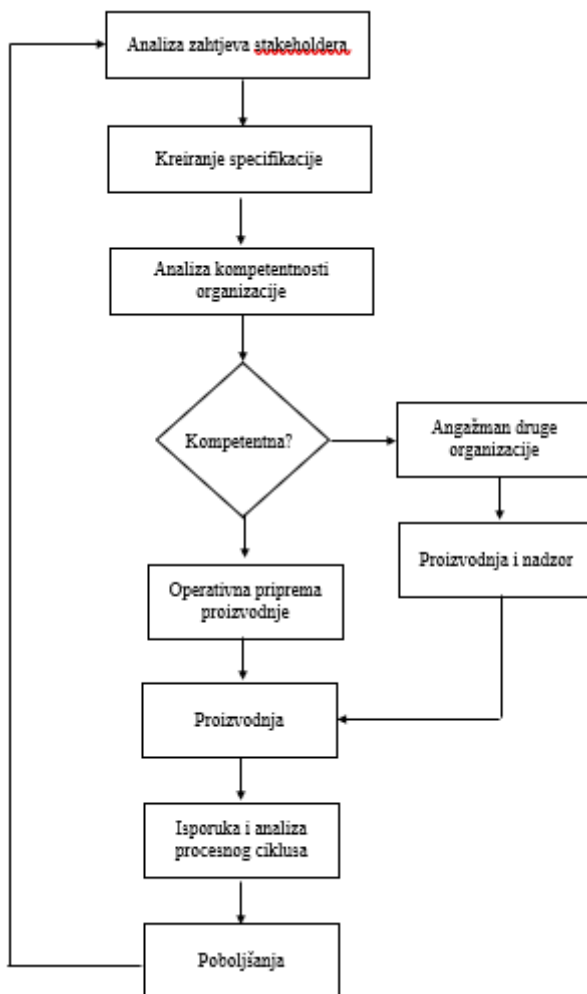 Analiza zahtjeva stakeholdera
Kreiranje specifikacije
Analiza kompetentnosti
organizacije
Kompetentna?
Angažman druge
organizacije
Proizvodnja i nadzor
Operativna priprema
proizvodnje
Proizvodnja
Isporuka i analiza
procesnog ciklusa
Poboljšanja